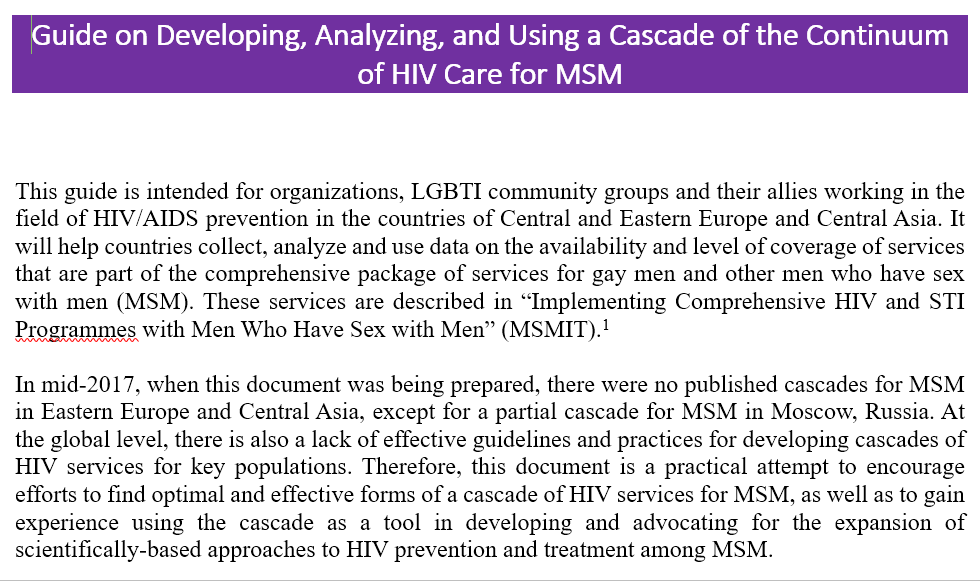 Guide on Developing, Analyzing, and Using a Cascade of the Continuum
of HIV Care for MSM
This guide is intended for organizations, LGBTI community groups and their allies working in the
field of HIV/AIDS prevention in the countries of Central and Eastern Europe and Central Asia. It
will help countries collect, analyze and use data on the availability and level of coverage of services
that are part of the comprehensive package of services for gay men and other men who have sex
with men (MSM). These services are described in “Implementing Comprehensive HIV and STI
Programmes with Men Who Have Sex with Men” (MSMIT).¹
In mid-2017, when this document was being prepared, there were no published cascades for MSM
in Eastern Europe and Central Asia, except for a partial cascade for MSM in Moscow, Russia. At
the global level, there is also a lack of effective guidelines and practices for developing cascades of
HIV services for key populations. Therefore, this document is a practical attempt to encourage
efforts to find optimal and effective forms of a cascade of HIV services for MSM, as well as to gain
experience using the cascade as a tool in developing and advocating for the expansion of
scientifically-based approaches to HIV prevention and treatment among MSM.